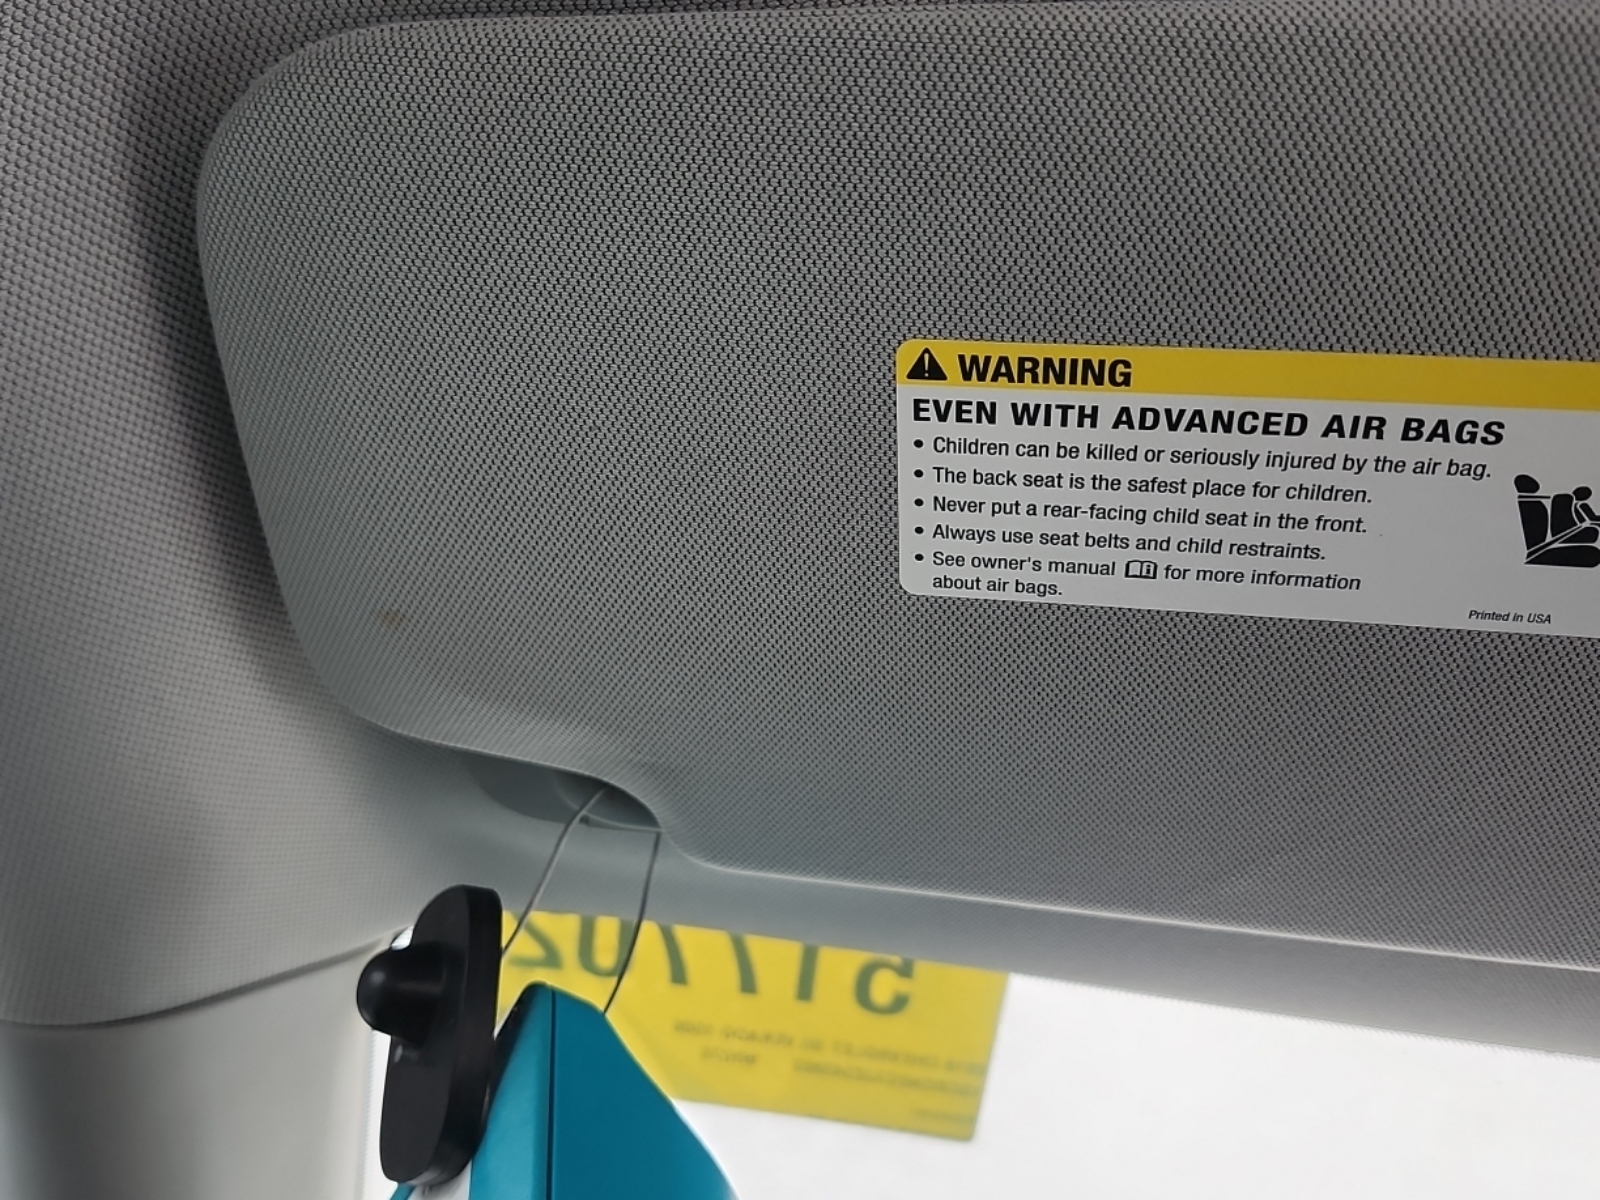 WARNING
EVEN WITH ADVANCED AIR BAGS
• Children can be killed or seriously injured by the air bag.
• The back seat is the safest place for children.
• Never put a rear-facing child seat in the front.
• Always use seat belts and child restraints.
• See owner's manual for more information
about air bags.
Printed in USA
517702